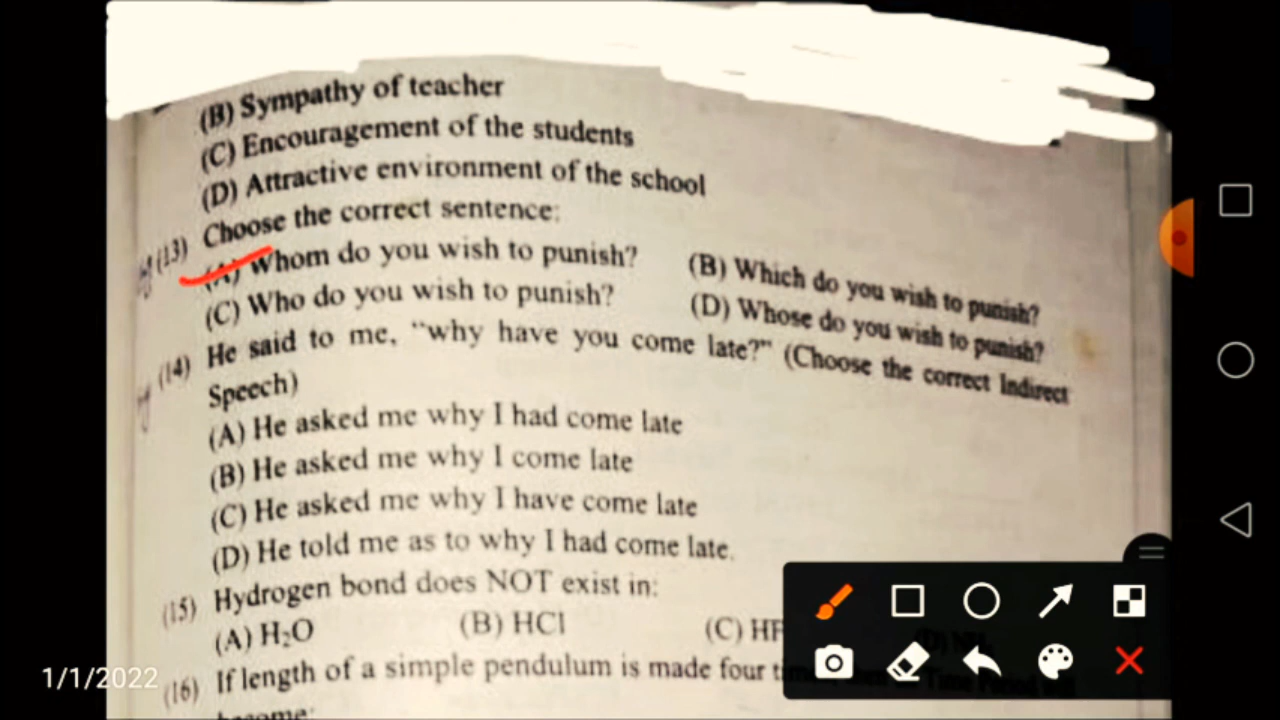 (B) Sympathy of teacher
(C) Encouragement of the students
(D) Attractive environment of the school
(13) Choose the correct sentence:
(A) Whom do you wish to punish? (B) Which do you wish to punish?
(C) Who do you wish to punish? (D) Whose do you wish to punish?
(14) He said to me, "why have you come late?" (Choose the correct Indirect
Speech)
(A) He asked me why I had come late
(B) He asked me why I come late
(C) He asked me why I have come late
(D) He told me as to why I had come late.
(15) Hydrogen bond does NOT exist in:
(A) H₂O (B) HCl (C) HF
(16) If length of a simple pendulum is made four Time Period will
become:
1/1/2022